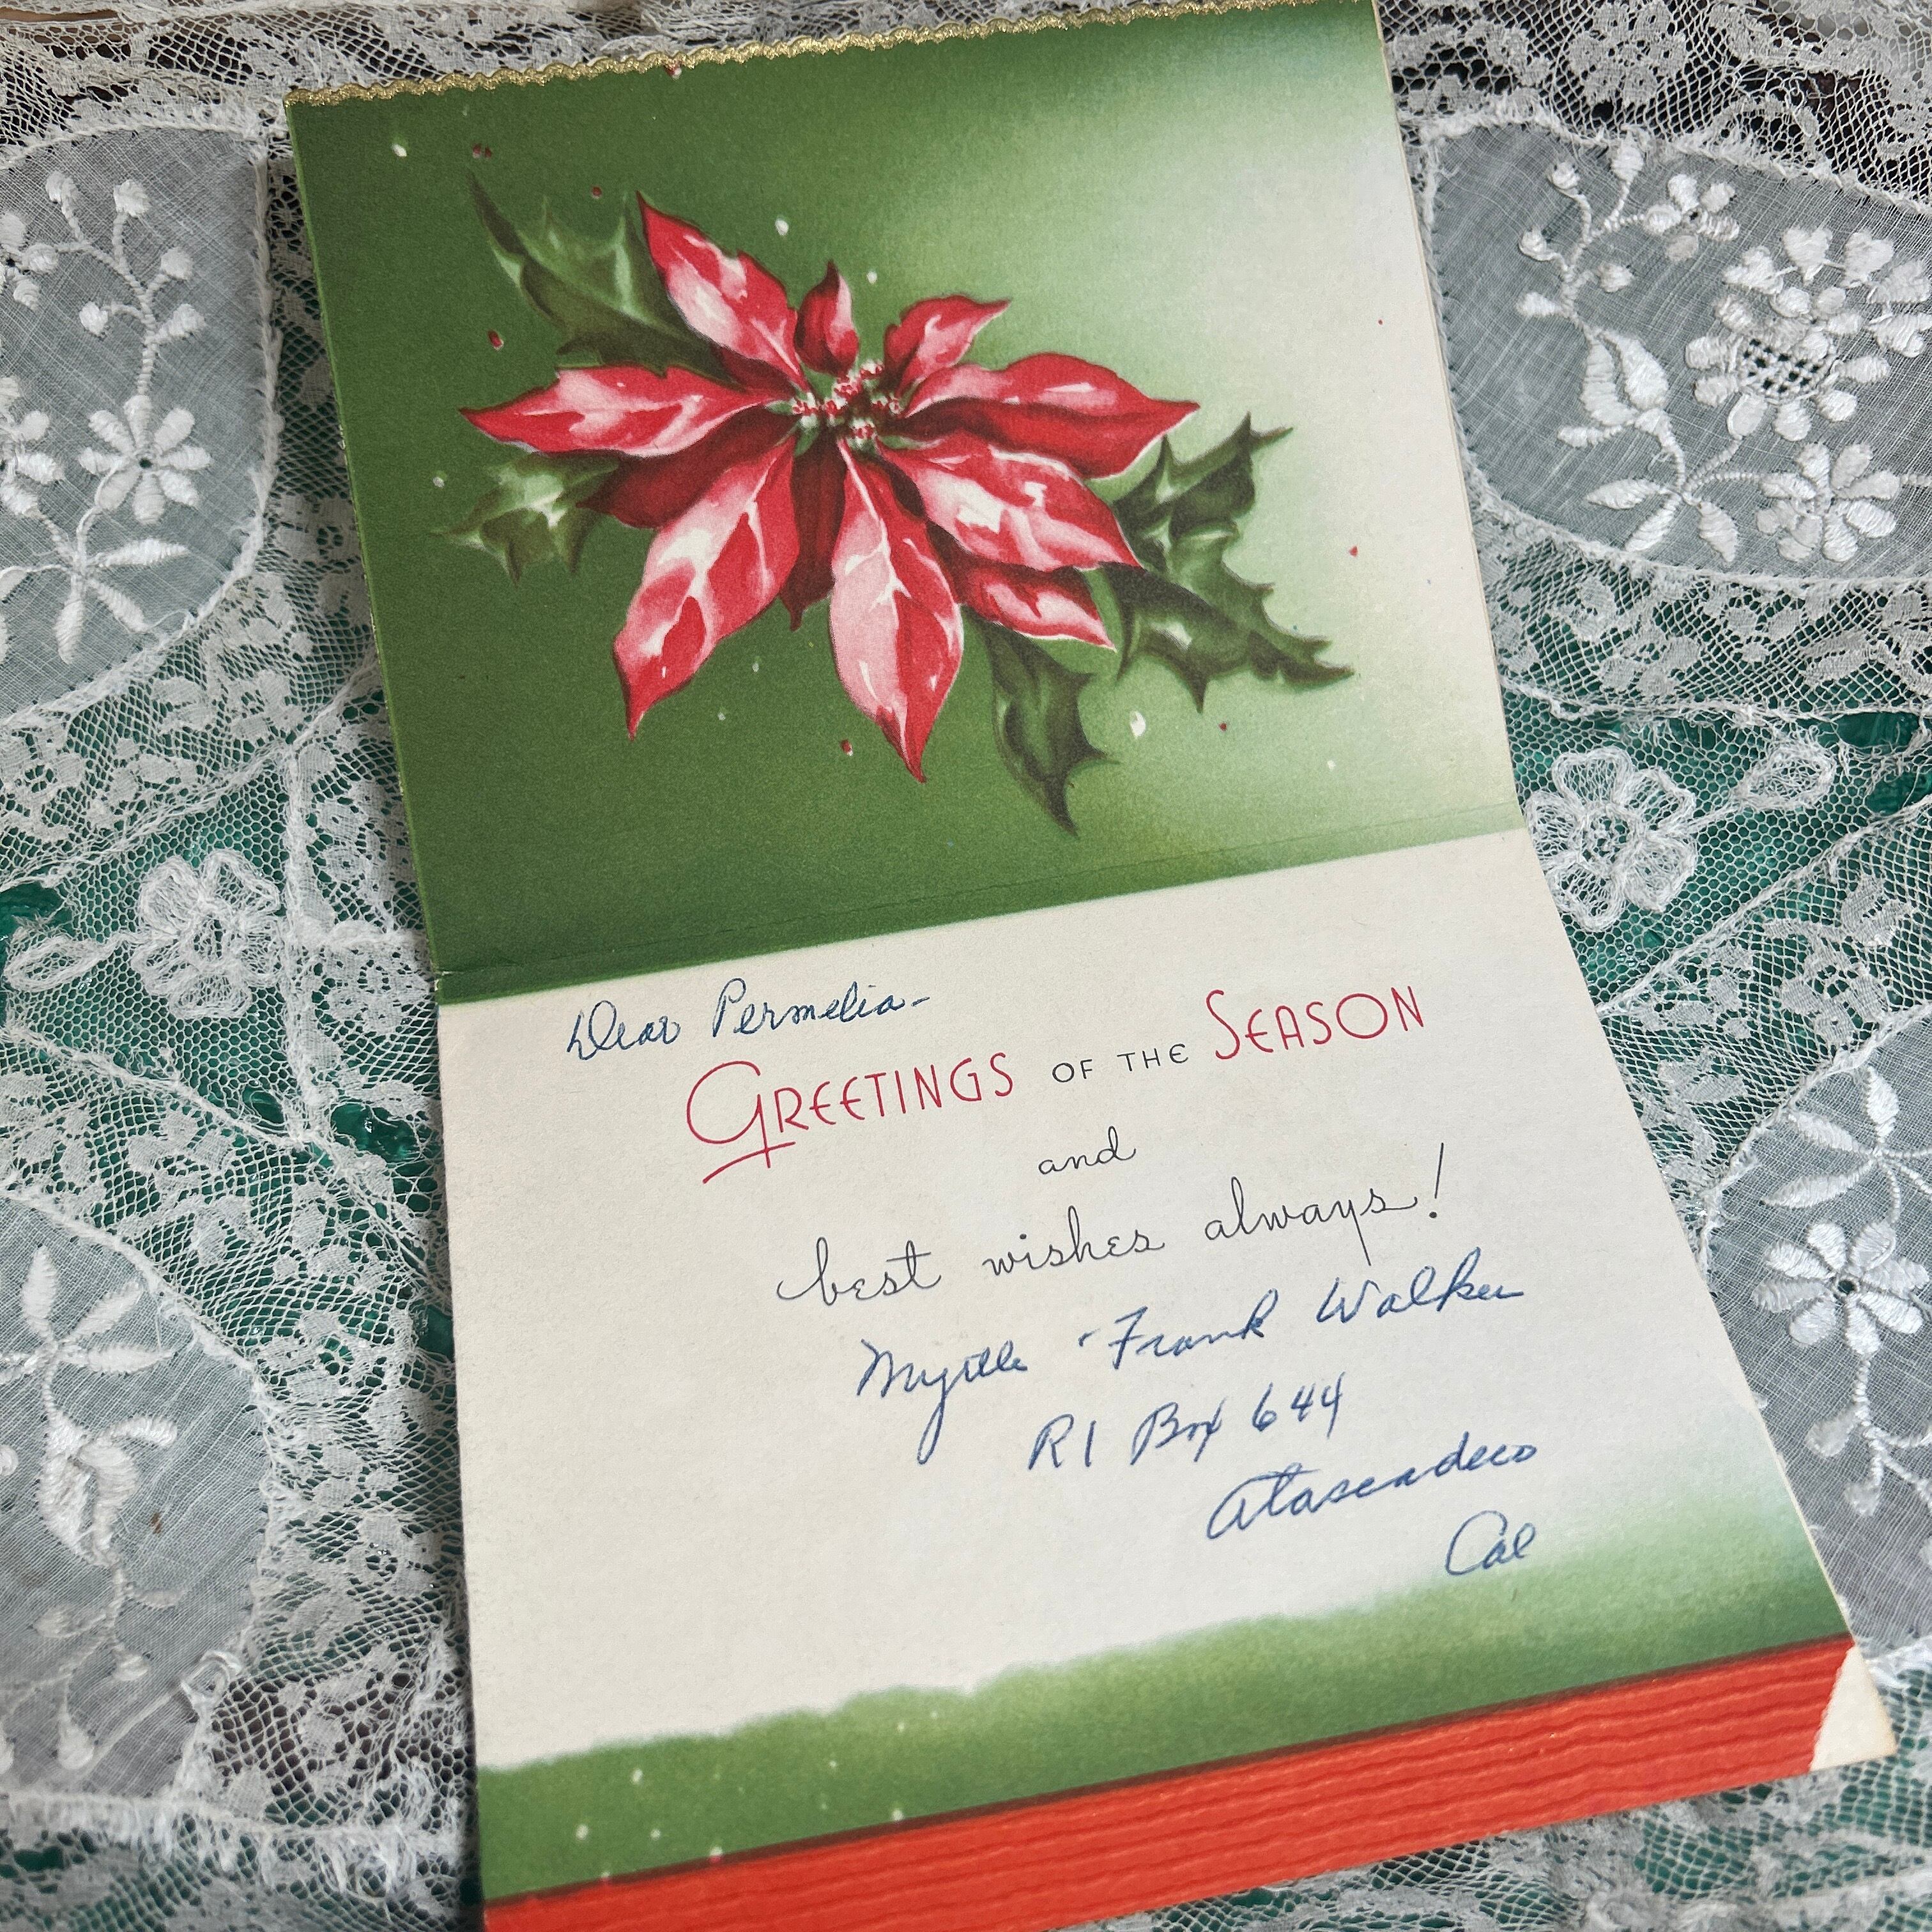 Dear Permelia-
GREETINGS OF THE SEASON
and
best wishes always!
Myrtle & Frank Walker
R1 Box 644
Atascadero
Cal